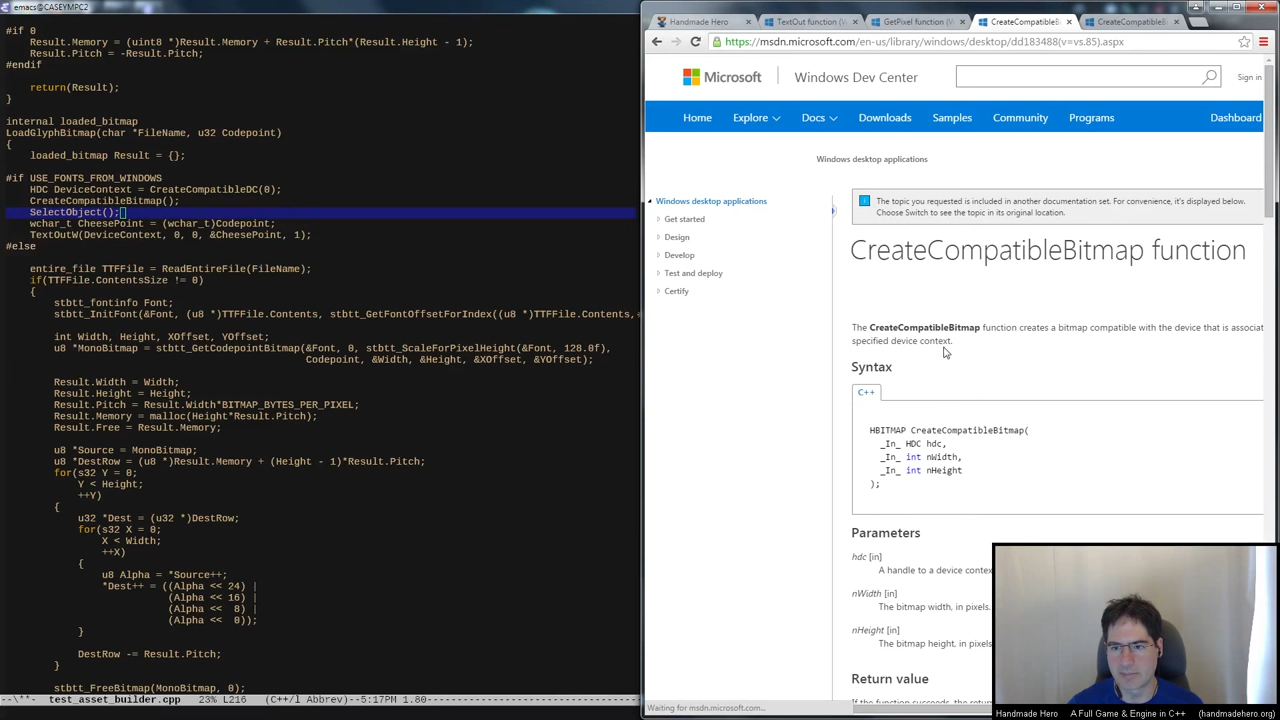 emacs@CASEYMPC2
#if 0
    Result.Memory = (uint8 *)Result.Memory + Result.Pitch*(Result.Height - 1);
    Result.Pitch = -Result.Pitch;
#endif
    return(Result);
}
internal loaded_bitmap
LoadGlyphBitmap(char *FileName, u32 Codepoint)
{
    loaded_bitmap Result = {};
#if USE_FONTS_FROM_WINDOWS
    HDC DeviceContext = CreateCompatibleDC(0);
    CreateCompatibleBitmap();
    SelectObject();
    wchar_t CheesePoint = (wchar_t)Codepoint;
    TextOutW(DeviceContext, 0, 0, &CheesePoint, 1);
#else
    entire_file TTFFile = ReadEntireFile(FileName);
    if(TTFFile.ContentsSize != 0)
    {
        stbtt_fontinfo Font;
        stbtt_InitFont(&Font, (u8 *)TTFFile.Contents, stbtt_GetFontOffsetForIndex((u8 *)TTFFile.Contents,
        int Width, Height, XOffset, YOffset;
        u8 *MonoBitmap = stbtt_GetCodepointBitmap(&Font, 0, stbtt_ScaleForPixelHeight(&Font, 128.0f),
                                                  Codepoint, &Width, &Height, &XOffset, &YOffset);
        Result.Width = Width;
        Result.Height = Height;
        Result.Pitch = Result.Width*BITMAP_BYTES_PER_PIXEL;
        Result.Memory = malloc(Height*Result.Pitch);
        Result.Free = Result.Memory;
        u8 *Source = MonoBitmap;
        u8 *DestRow = (u8 *)Result.Memory + (Height - 1)*Result.Pitch;
        for(s32 Y = 0;
            Y < Height;
            ++Y)
        {
            u32 *Dest = (u32 *)DestRow;
            for(s32 X = 0;
                X < Width;
                ++X)
            {
                u8 Alpha = *Source++;
                *Dest++ = ((Alpha << 24) |
                           (Alpha << 16) |
                           (Alpha <<  8) |
                           (Alpha <<  0));
            }
            DestRow -= Result.Pitch;
        }
        stbtt_FreeBitmap(MonoBitmap, 0);
--\**-  test_asset_builder.cpp   23% L216   (C++/l Abbrev)--5:17PM 1.80
Handmade Hero
TextOut function (V
GetPixel function (W
CreateCompatibleB
CreateCompatibleB
https://msdn.microsoft.com/en-us/library/windows/desktop/dd183488(v=vs.85).aspx
Microsoft
Windows Dev Center
Sign in
Home
Explore
Docs
Downloads
Samples
Community
Programs
Dashboard
Windows desktop applications
Windows desktop applications
Get started
Design
Develop
Test and deploy
Certify
The topic you requested is included in another documentation set. For convenience, it's displayed below.
Choose Switch to see the topic in its original location.
CreateCompatibleBitmap function
The CreateCompatibleBitmap function creates a bitmap compatible with the device that is associat
specified device context.
Syntax
C++
HBITMAP CreateCompatibleBitmap(
  _In_ HDC hdc,
  _In_ int nWidth,
  _In_ int nHeight
);
Parameters
hdc [in]
A handle to a device contex
nWidth [in]
The bitmap width, in pixels.
nHeight [in]
The bitmap height, in pixels
Return value
Waiting for msdn.microsoft.com...
Handmade Hero
A Full Game & Engine in C++
(handmadehero.org)